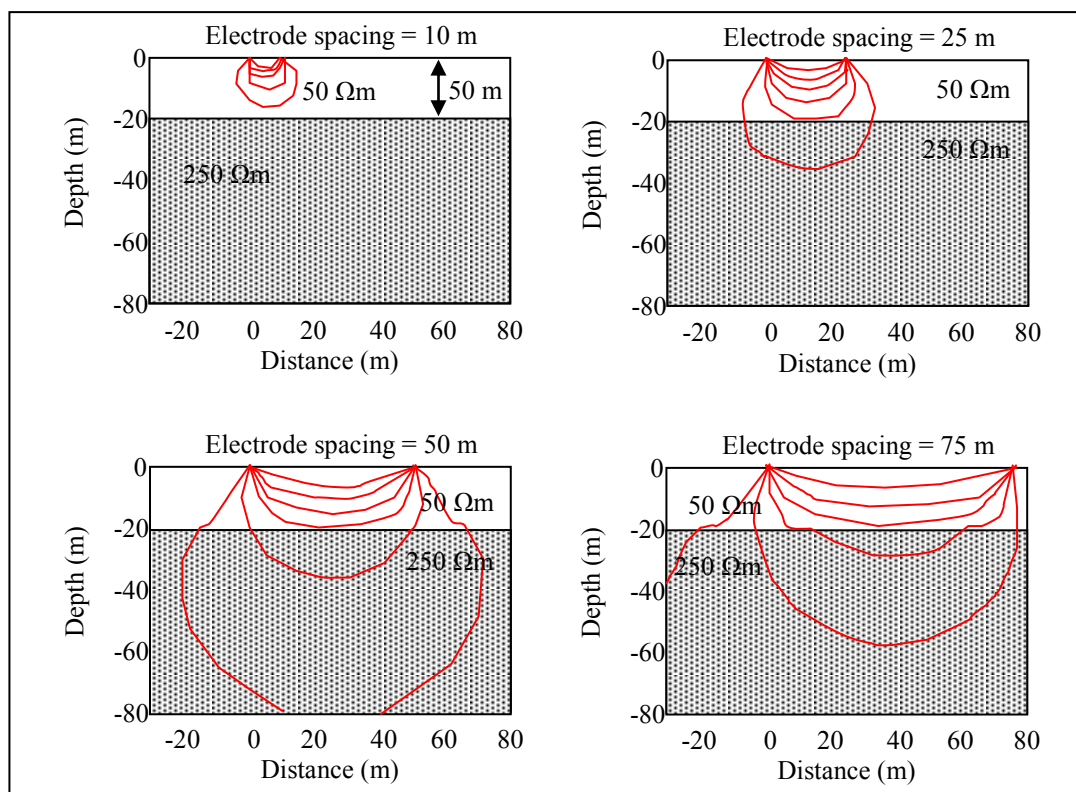 Electrode spacing = 10 m
0
-20
-40
-60
-80
Depth (m)
50 Ωm
50 m
250 Ωm
-20 0 20 40 60 80
Distance (m)
Electrode spacing = 25 m
0
-20
-40
-60
-80
Depth (m)
50 Ωm
250 Ωm
-20 0 20 40 60 80
Distance (m)
Electrode spacing = 50 m
0
-20
-40
-60
-80
Depth (m)
50 Ωm
250 Ωm
-20 0 20 40 60 80
Distance (m)
Electrode spacing = 75 m
0
-20
-40
-60
-80
Depth (m)
50 Ωm
250 Ωm
-20 0 20 40 60 80
Distance (m)